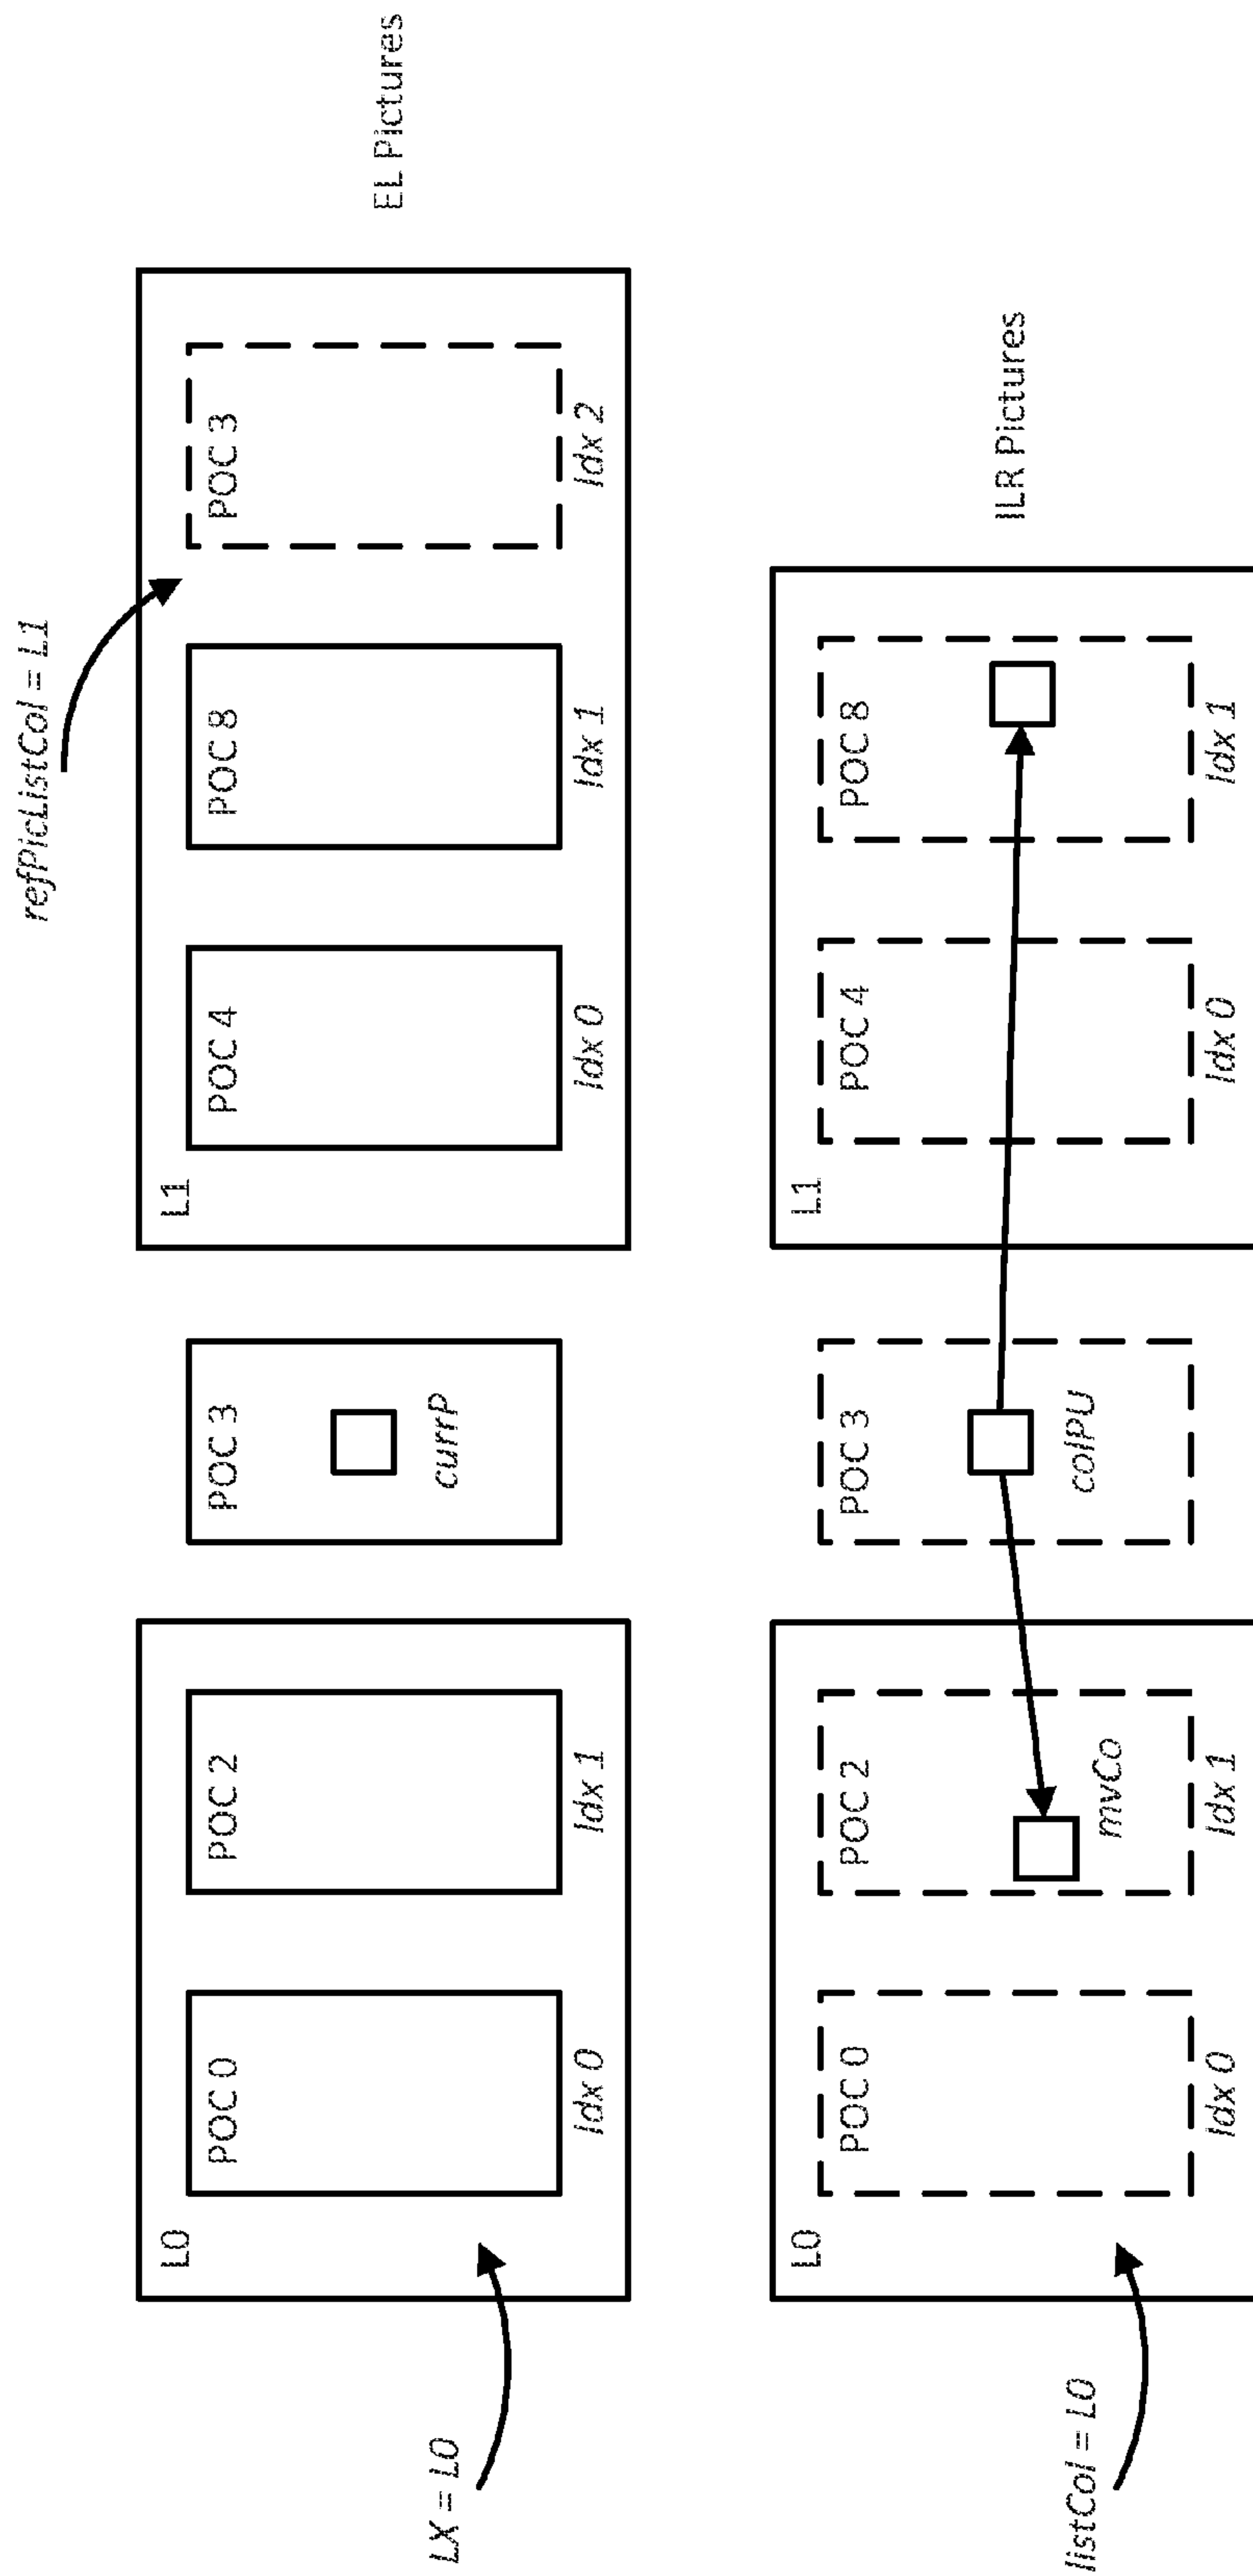 refPicListCol = L1
L0
POC 0
Idx 0
POC 2
Idx 1
POC 3
currP
L1
POC 4
Idx 0
POC 8
Idx 1
POC 3
Idx 2
EL Pictures
LX = L0
L0
POC 0
Idx 0
POC 2
mvCo
Idx 1
POC 3
colPU
L1
POC 4
Idx 0
POC 8
Idx 1
ILR Pictures
listCol = L0